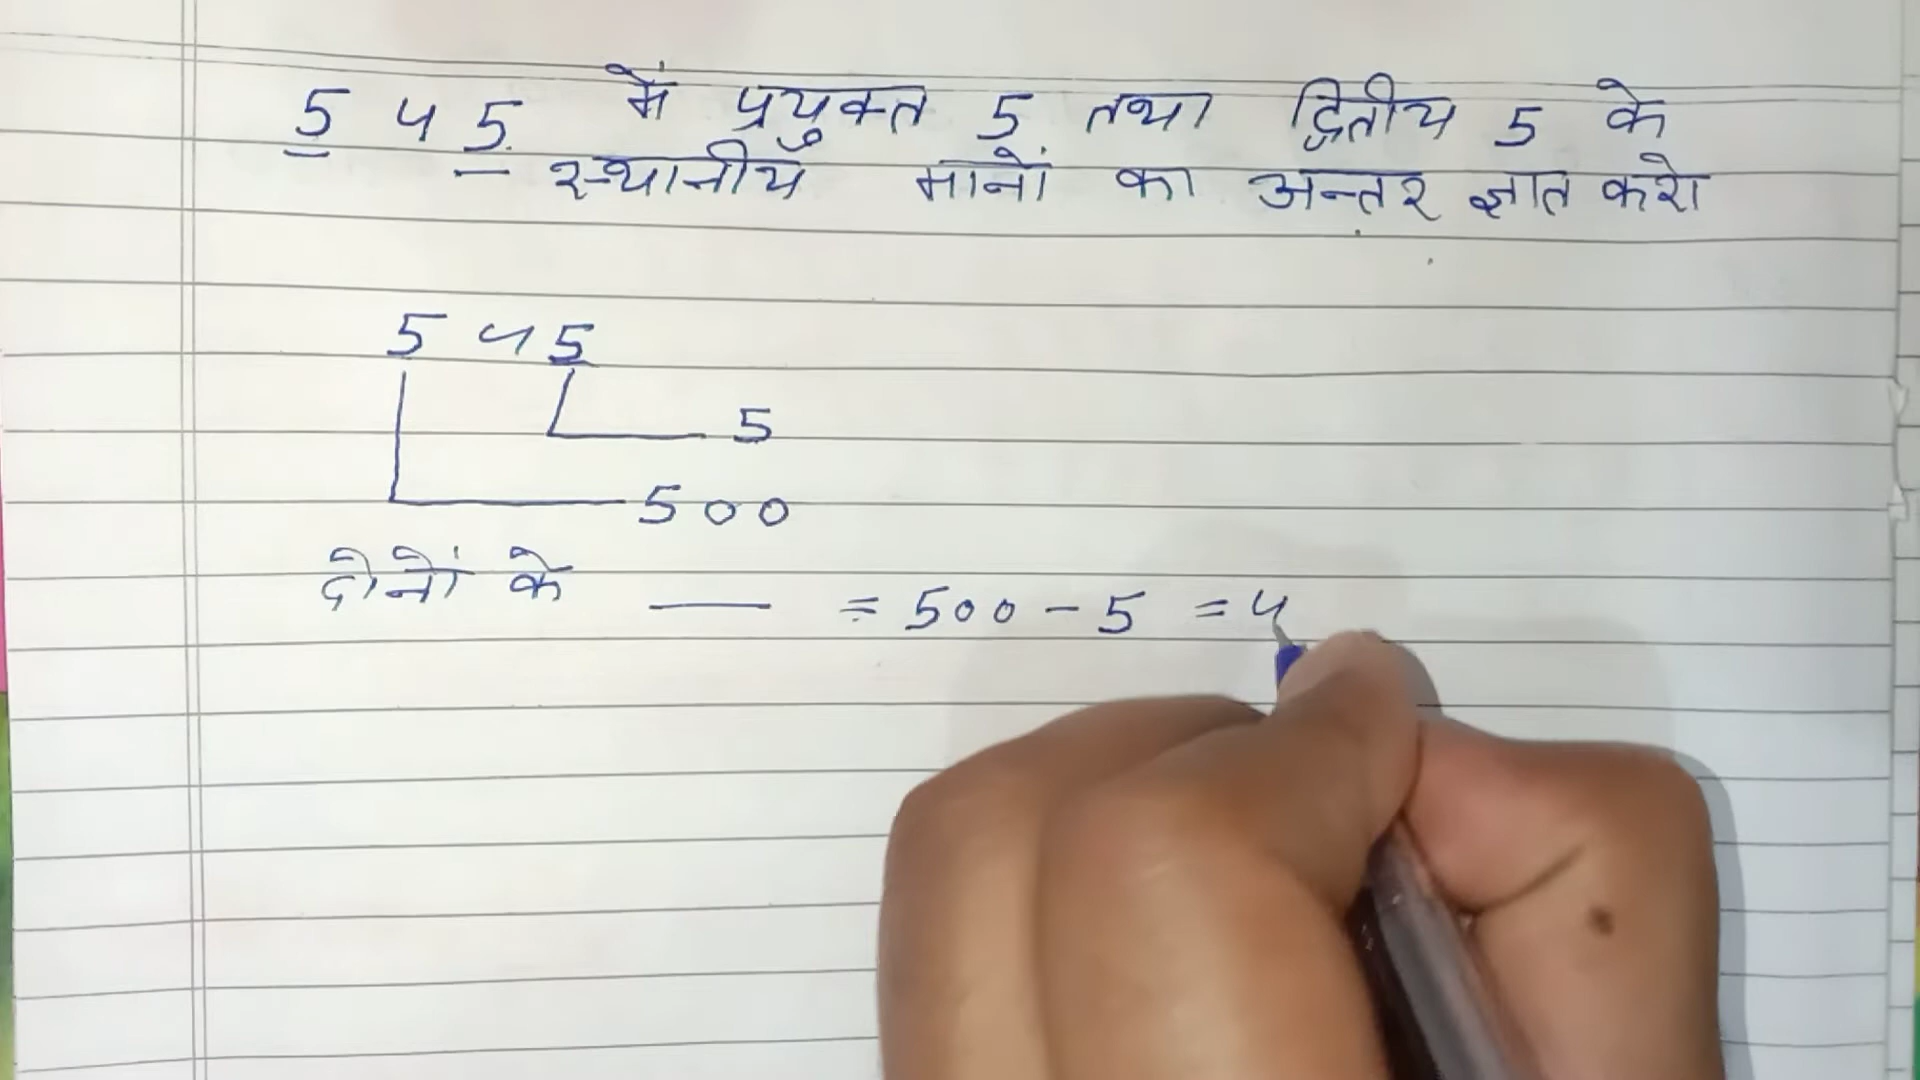 5 4 5 में प्रयुक्त 5 तथा द्वितीय 5 के
स्थानीय मानों का अन्तर ज्ञात करो
5 4 5
5
500
दोनों के —— = 500 - 5 = 4